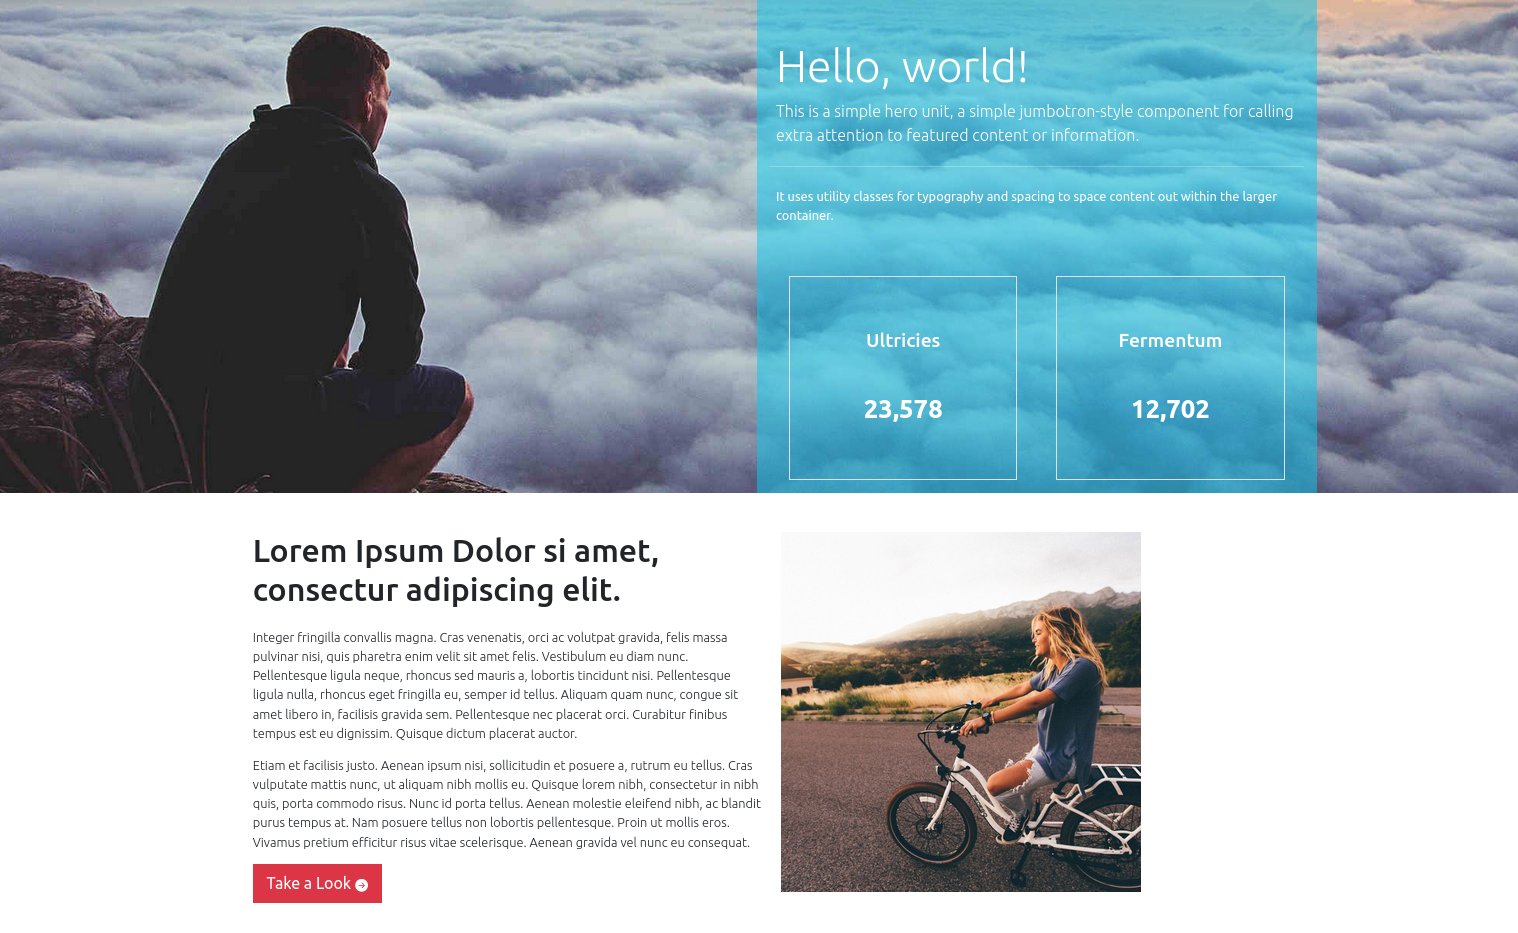 Hello, world!
This is a simple hero unit, a simple jumbotron-style component for calling
extra attention to featured content or information.
It uses utility classes for typography and spacing to space content out within the larger
container.
Ultricies
23,578
Fermentum
12,702
Lorem Ipsum Dolor si amet,
consectur adipiscing elit.
Integer fringilla convallis magna. Cras venenatis, orci ac volutpat gravida, felis massa
pulvinar nisi, quis pharetra enim velit sit amet felis. Vestibulum eu diam nunc.
Pellentesque ligula neque, rhoncus sed mauris a, lobortis tincidunt nisi. Pellentesque
ligula nulla, rhoncus eget fringilla eu, semper id tellus. Aliquam quam nunc, congue sit
amet libero in, facilisis gravida sem. Pellentesque nec placerat orci. Curabitur finibus
tempus est eu dignissim. Quisque dictum placerat auctor.
Etiam et facilisis justo. Aenean ipsum nisi, sollicitudin et posuere a, rutrum eu tellus. Cras
vulputate mattis nunc, ut aliquam nibh mollis eu. Quisque lorem nibh, consectetur in nibh
quis, porta commodo risus. Nunc id porta tellus. Aenean molestie eleifend nibh, ac blandit
purus tempus at. Nam posuere tellus non lobortis pellentesque. Proin ut mollis eros.
Vivamus pretium efficitur risus vitae scelerisque. Aenean gravida vel nunc eu consequat.
Take a Look